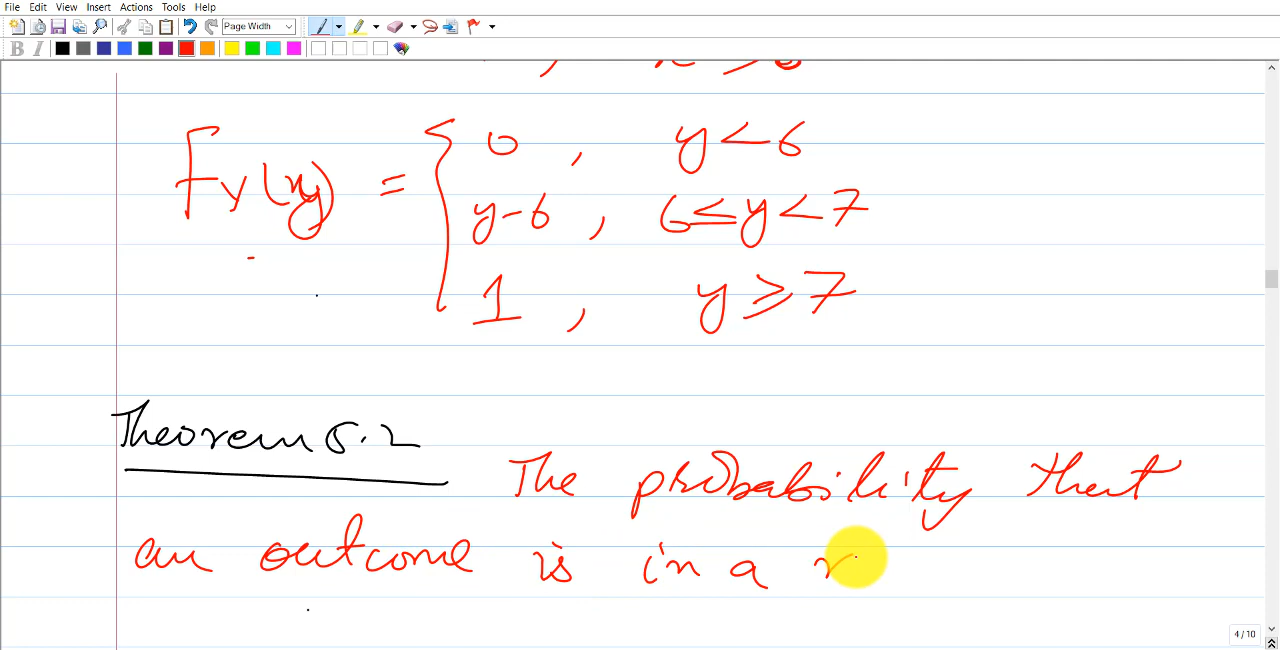 File Edit View Insert Actions Tools Help
Page Width
B I
F_Y(y) = { 0 , y < 6
y - 6 , 6 ≤ y < 7
1 , y ≥ 7
Theorem 5.2 The probability that
an outcome is in a
4 / 10